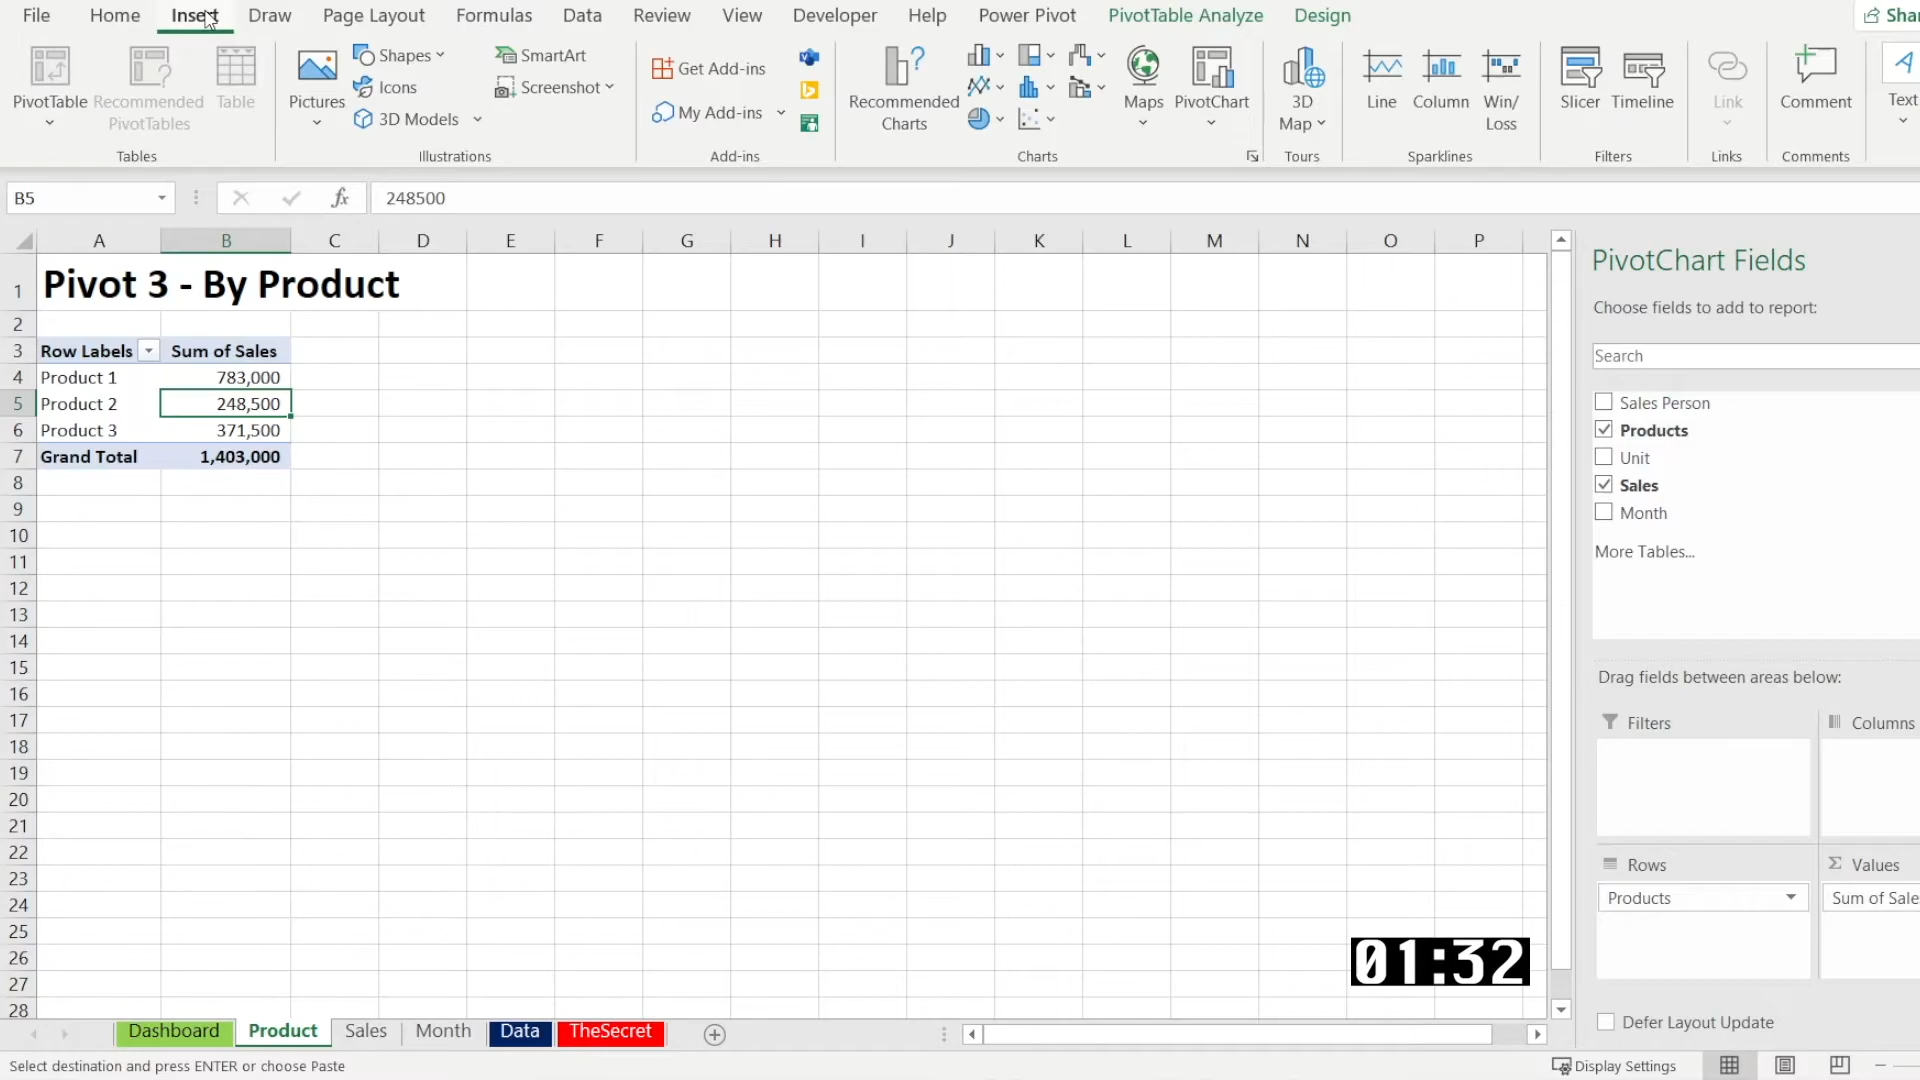 File Home Insert Draw Page Layout Formulas Data Review View Developer Help Power Pivot PivotTable Analyze Design
PivotTable
Recommended
PivotTables
Table
Tables
Pictures
Shapes
Icons
3D Models
SmartArt
Screenshot
Illustrations
Get Add-ins
My Add-ins
Add-ins
Recommended
Charts
Maps
PivotChart
Charts
3D
Map
Tours
Line
Column
Win/
Loss
Sparklines
Slicer
Timeline
Filters
Link
Links
Comment
Comments
Text
B5
fx
248500
A B C D E F G H I J K L M N O P
1 Pivot 3 - By Product
2
3 Row Labels Sum of Sales
4 Product 1 783,000
5 Product 2 248,500
6 Product 3 371,500
7 Grand Total 1,403,000
8
9
10
11
12
13
14
15
16
17
18
19
20
21
22
23
24
25
26
27
28
01:32
PivotChart Fields
Choose fields to add to report:
Search
Sales Person
Products
Unit
Sales
Month
More Tables...
Drag fields between areas below:
Filters
Columns
Rows
Σ Values
Products
Sum of Sale
Defer Layout Update
Dashboard Product Sales Month Data TheSecret
Select destination and press ENTER or choose Paste
Display Settings